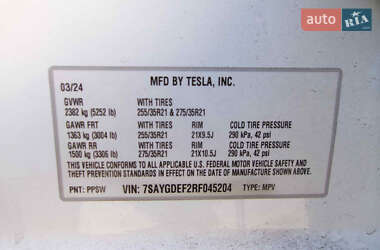 auto RIA
MFD BY TESLA, INC.
03/24
GVWR WITH TIRES
2382 kg (5252 lb) 255/35R21 & 275/35R21
GAWR FRT WITH TIRES RIM COLD TIRE PRESSURE
1363 kg (3004 lb) 255/35R21 21X9.5J 290 kPa, 42 psi
GAWR RR WITH TIRES RIM COLD TIRE PRESSURE
1500 kg (3306 lb) 275/35R21 21X10.5J 290 kPa, 42 psi
THIS VEHICLE CONFORMS TO ALL APPLICABLE FEDERAL MOTOR VEHICLE SAFETY AND
THEFT PREVENTION STANDARDS IN EFFECT ON THE DATE OF MANUFACTURE SHOWN ABOVE.
PNT: PPSW VIN: 7SAYGDEF2RF045204 TYPE: MPV